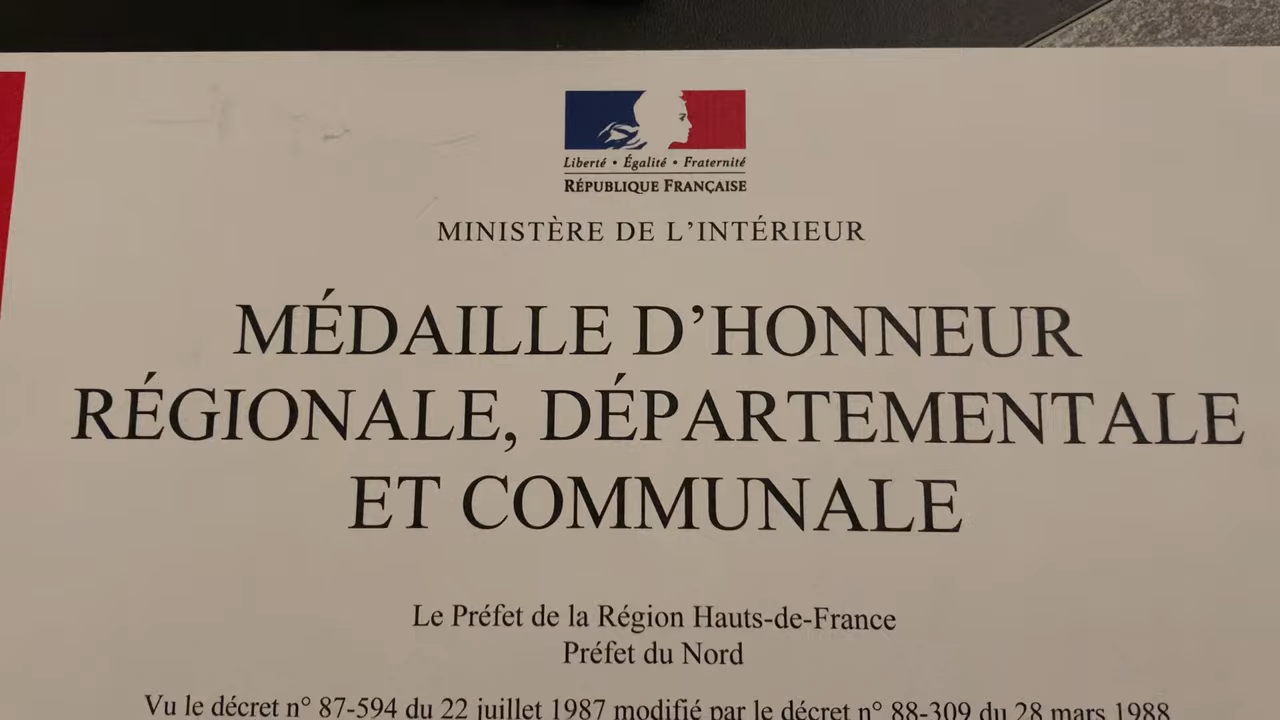 Liberté • Égalité • Fraternité
RÉPUBLIQUE FRANÇAISE
MINISTÈRE DE L’INTÉRIEUR
MÉDAILLE D’HONNEUR
RÉGIONALE, DÉPARTEMENTALE
ET COMMUNALE
Le Préfet de la Région Hauts-de-France
Préfet du Nord
Vu le décret n° 87-594 du 22 juillet 1987 modifié par le décret n° 88-309 du 28 mars 1988